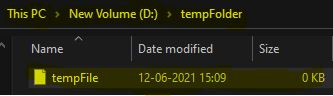 This PC > New Volume (D:) > tempFolder
Name Date modified Size
tempFile 12-06-2021 15:09 0 KB